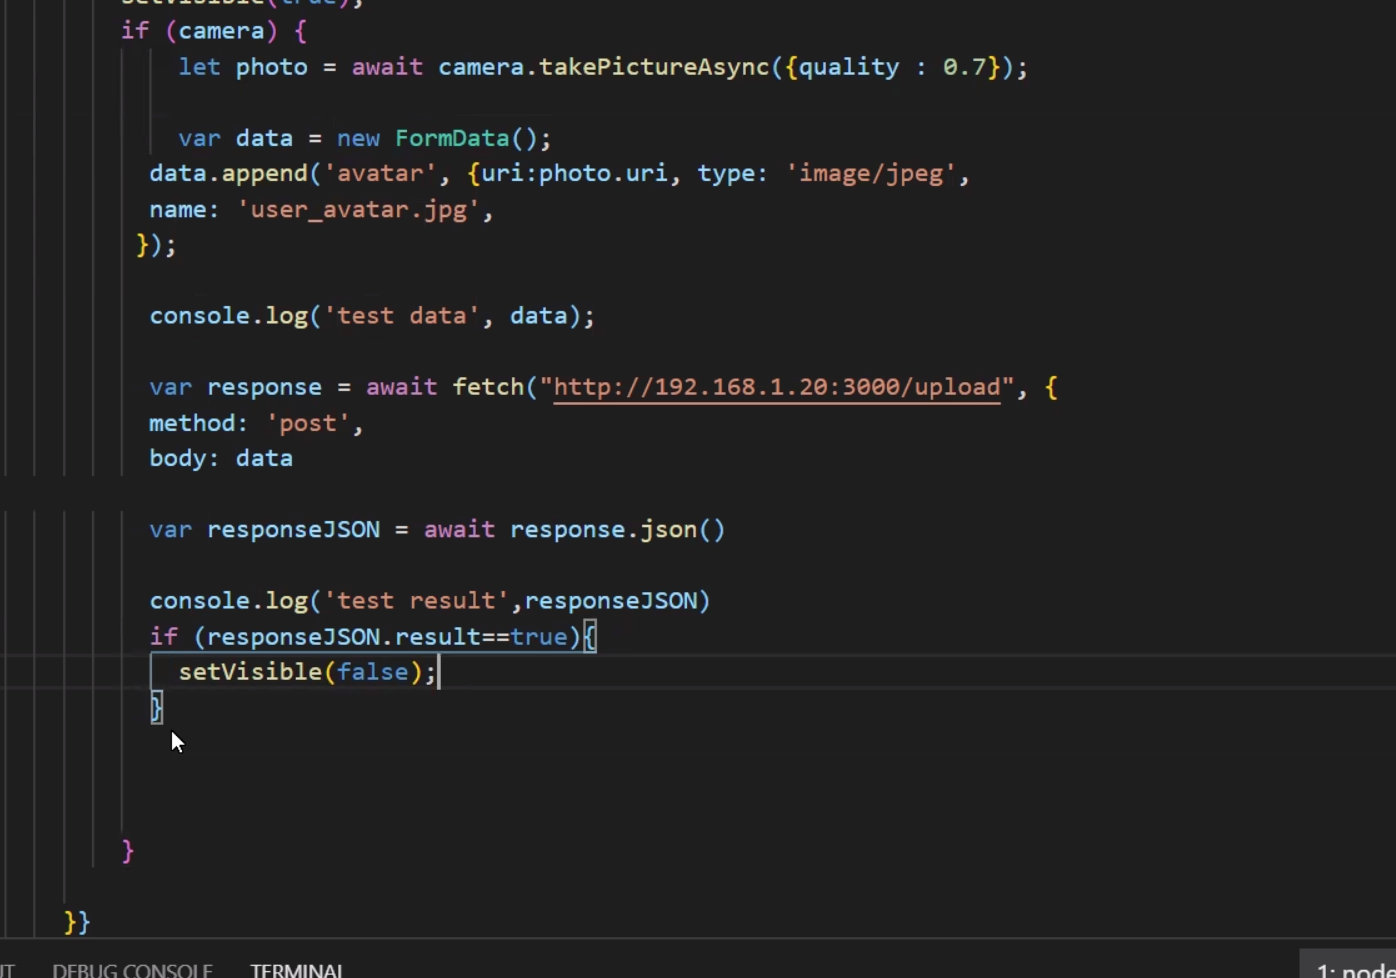 setVisible(true);
if (camera) {
let photo = await camera.takePictureAsync({quality : 0.7});
var data = new FormData();
data.append('avatar', {uri:photo.uri, type: 'image/jpeg',
name: 'user_avatar.jpg',
});
console.log('test data', data);
var response = await fetch("http://192.168.1.20:3000/upload", {
method: 'post',
body: data
var responseJSON = await response.json()
console.log('test result',responseJSON)
if (responseJSON.result==true){
setVisible(false);
}
}
}}
UT DEBUG CONSOLE TERMINAL 1: node